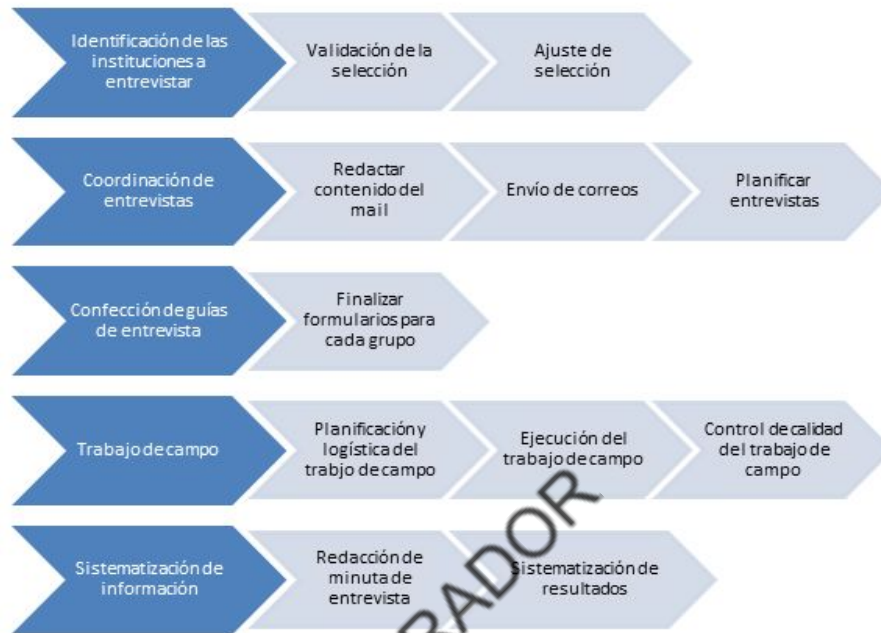 Identificación de las
instituciones a
entrevistar
Validación de la
selección
Ajuste de
selección
Coordinación de
entrevistas
Redactar
contenido del
mail
Envío de correos
Planificar
entrevistas
Confección de guías
de entrevista
Finalizar
formularios para
cada grupo
Trabajo de campo
Planificación y
logística del
trabjo de campo
Ejecución del
trabajo de campo
Control de calidad
del trabajo de
campo
Sistematización de
información
Redacción de
minuta de
entrevista
Sistematización de
resultados
RADOR